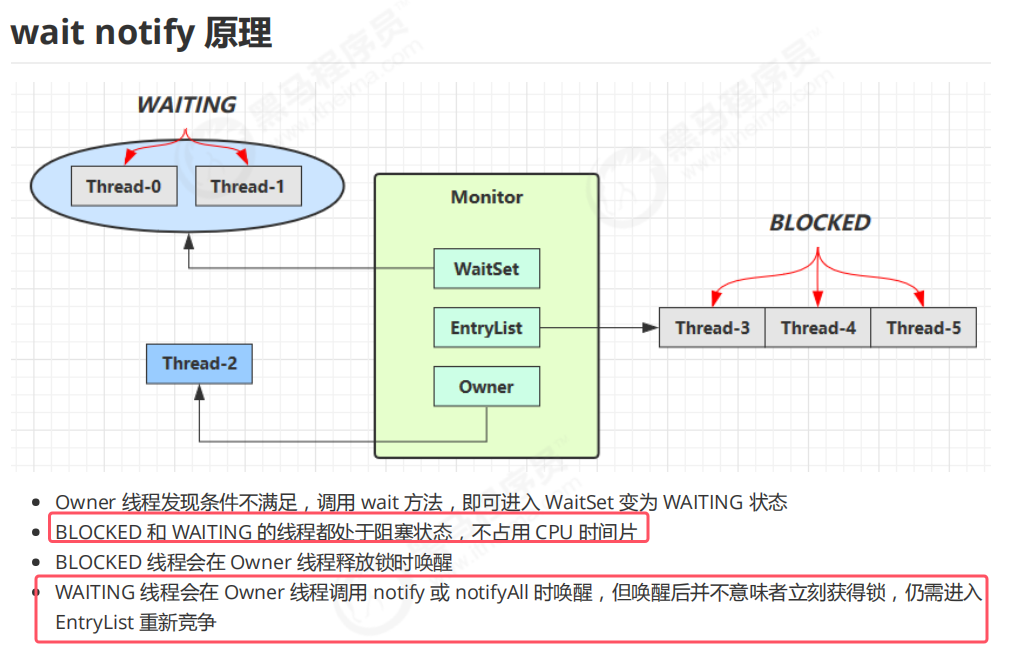 wait notify 原理
WAITING
Thread-0
Thread-1
Monitor
BLOCKED
WaitSet
EntryList
Thread-3
Thread-4
Thread-5
Thread-2
Owner
Owner 线程发现条件不满足，调用 wait 方法，即可进入 WaitSet 变为 WAITING 状态
BLOCKED 和 WAITING 的线程都处于阻塞状态，不占用 CPU 时间片
BLOCKED 线程会在 Owner 线程释放锁时唤醒
WAITING 线程会在 Owner 线程调用 notify 或 notifyAll 时唤醒，但唤醒后并不意味者立刻获得锁，仍需进入
EntryList 重新竞争
黑马程序员™
www.itheima.com